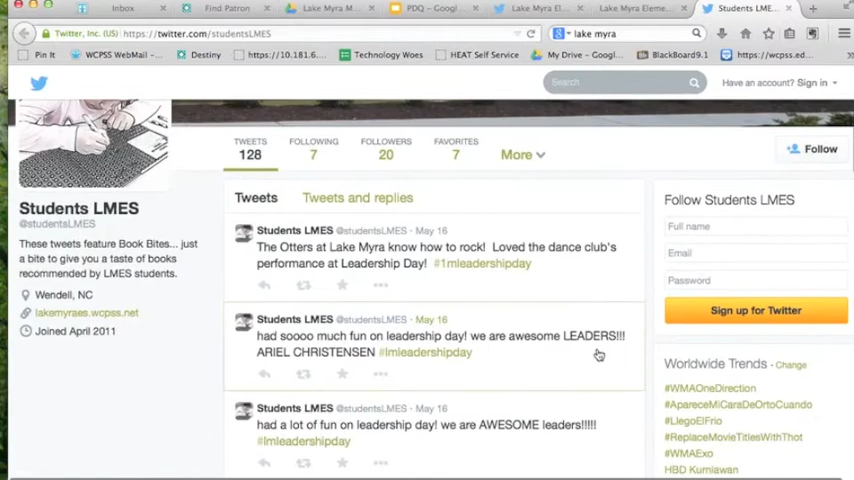 Inbox
Find Patron
Lake Myra M...
PDQ - Googl...
Lake Myra El...
Lake Myra Eleme...
Students LME...
Twitter, Inc. (US) https://twitter.com/studentsLMES
lake myra
Pin It
WCPSS WebMail -...
Destiny
https://10.181.6....
Technology Woes
HEAT Self Service
My Drive - Googl...
BlackBoard9.1
https://wcpss.ed...
Search
Have an account? Sign in
TWEETS
128
FOLLOWING
7
FOLLOWERS
20
FAVORITES
7
More
Follow
Students LMES
@studentsLMES
These tweets feature Book Bites... just
a bite to give you a taste of books
recommended by LMES students.
Wendell, NC
lakemyraes.wcpss.net
Joined April 2011
Tweets
Tweets and replies
Students LMES @studentsLMES · May 16
The Otters at Lake Myra know how to rock! Loved the dance club's
performance at Leadership Day! #1mleadershipday
Students LMES @studentsLMES · May 16
had soooo much fun on leadership day! we are awesome LEADERS!!!
ARIEL CHRISTENSEN #lmleadershipday
Students LMES @studentsLMES · May 16
had a lot of fun on leadership day! we are AWESOME leaders!!!!!
#lmleadershipday
Follow Students LMES
Full name
Email
Password
Sign up for Twitter
Worldwide Trends · Change
#WMAOneDirection
#ApareceMiCaraDeOrtoCuando
#LlegoElFrio
#ReplaceMovieTitlesWithThot
#WMAExo
HBD Kurniawan